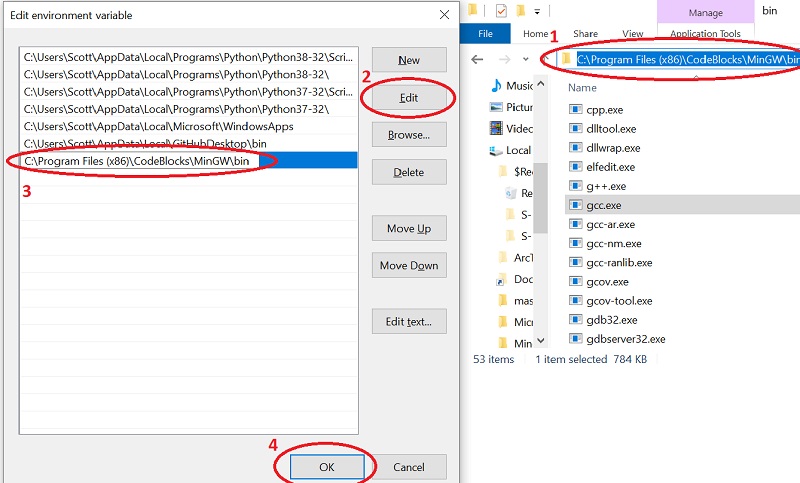 Edit environment variable
C:\Users\Scott\AppData\Local\Programs\Python\Python38-32\Scri...
C:\Users\Scott\AppData\Local\Programs\Python\Python38-32\
C:\Users\Scott\AppData\Local\Programs\Python\Python37-32\Scri...
C:\Users\Scott\AppData\Local\Programs\Python\Python37-32\
C:\Users\Scott\AppData\Local\Microsoft\WindowsApps
C:\Users\Scott\AppData\Local\GitHubDesktop\bin
C:\Program Files (x86)\CodeBlocks\MinGW\bin
3
New
2
Edit
Browse...
Delete
Move Up
Move Down
Edit text...
4
OK
Cancel
Manage
bin
File
Home
Share
View
Application Tools
1
C:\Program Files (x86)\CodeBlocks\MinGW\bin
Music
Pictur
Video
Local
$Rec
Re
S-
S-
ArcT
Doc
mas
Micr
Min
Name
cpp.exe
dlltool.exe
dllwrap.exe
elfedit.exe
g++.exe
gcc.exe
gcc-ar.exe
gcc-nm.exe
gcc-ranlib.exe
gcov.exe
gcov-tool.exe
gdb32.exe
gdbserver32.exe
53 items
1 item selected 784 KB